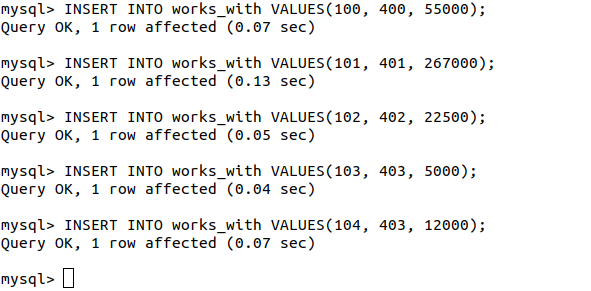 mysql> INSERT INTO works_with VALUES(100, 400, 55000);
Query OK, 1 row affected (0.07 sec)
mysql> INSERT INTO works_with VALUES(101, 401, 267000);
Query OK, 1 row affected (0.13 sec)
mysql> INSERT INTO works_with VALUES(102, 402, 22500);
Query OK, 1 row affected (0.05 sec)
mysql> INSERT INTO works_with VALUES(103, 403, 5000);
Query OK, 1 row affected (0.04 sec)
mysql> INSERT INTO works_with VALUES(104, 403, 12000);
Query OK, 1 row affected (0.07 sec)
mysql>